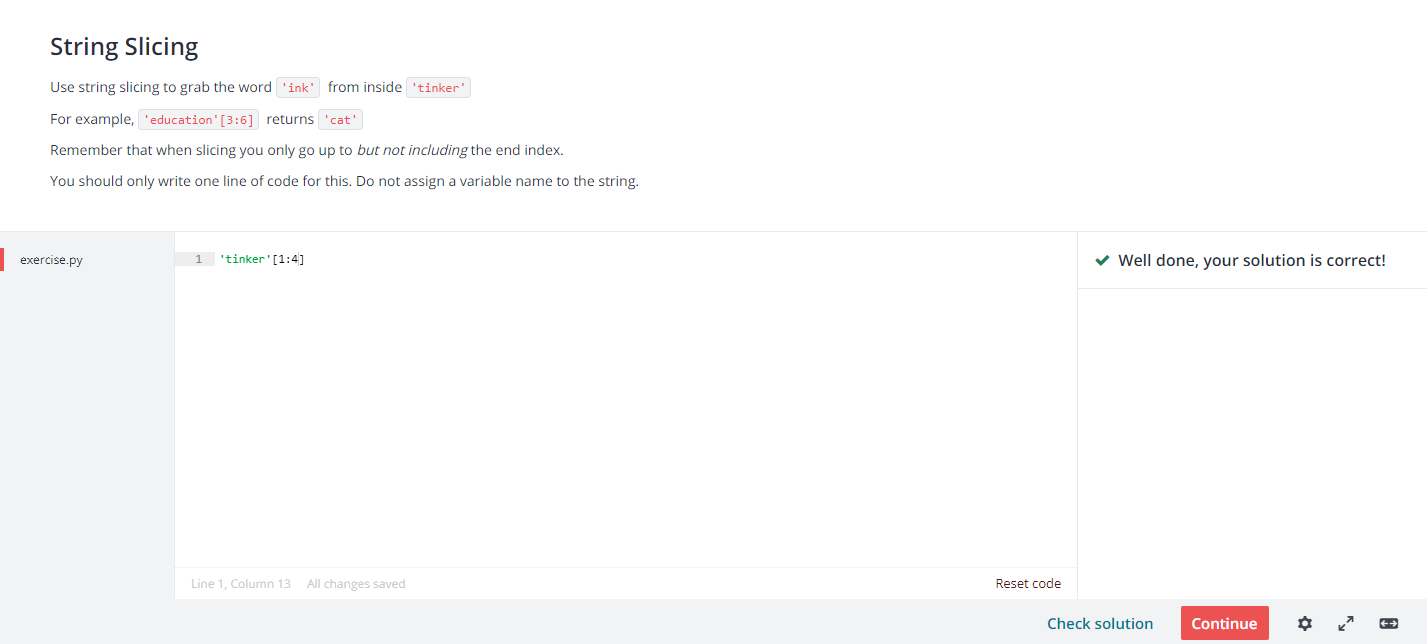 String Slicing
Use string slicing to grab the word 'ink' from inside 'tinker'
For example, 'education'[3:6] returns 'cat'
Remember that when slicing you only go up to but not including the end index.
You should only write one line of code for this. Do not assign a variable name to the string.
exercise.py
1 'tinker'[1:4]
Well done, your solution is correct!
Line 1, Column 13 All changes saved
Reset code
Check solution
Continue